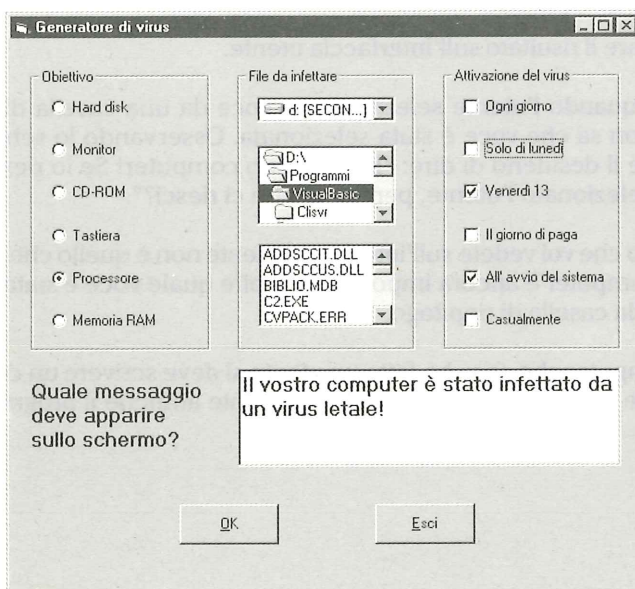 Generatore di virus
Obiettivo
Hard disk
Monitor
CD-ROM
Tastiera
Processore
Memoria RAM
File da infettare
d: [SECON...]
D:\
Programmi
VisualBasic
Clisvr
ADDSCCIT.DLL
ADDSCCUS.DLL
BIBLIO.MDB
C2.EXE
CVPACK.ERR
Attivazione del virus
Ogni giorno
Solo di lunedì
Venerdì 13
Il giorno di paga
All' avvio del sistema
Casualmente
Quale messaggio
deve apparire
sullo schermo?
Il vostro computer è stato infettato da
un virus letale!
OK
Esci